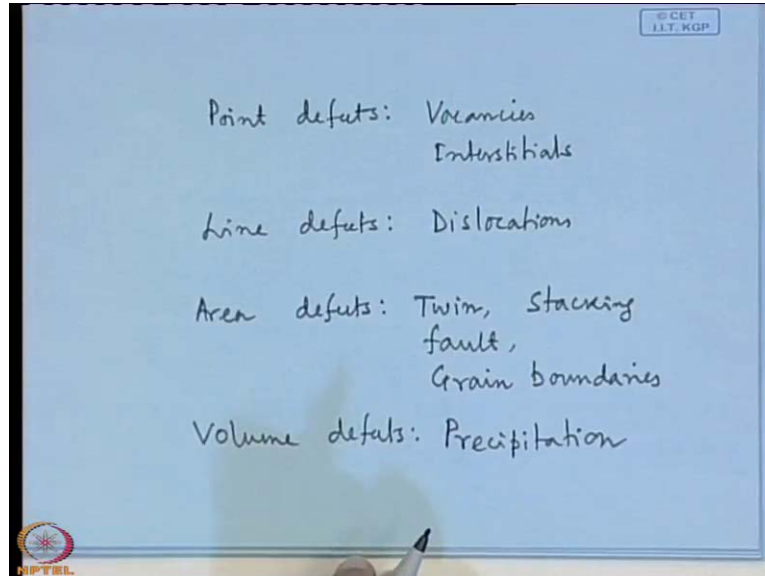 © CET
I.I.T. KGP
Point defects: Vacancies
Interstitials
Line defects: Dislocations
Area defects: Twin, Stacking
fault,
Grain boundaries
Volume defects: Precipitation
NPTEL